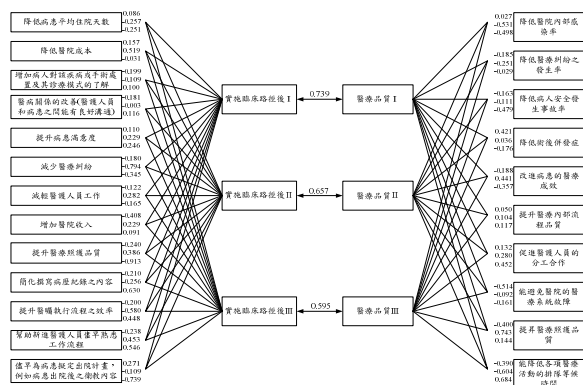 降低病患平均住院天數
0.086
-0.257
-0.251
降低醫院成本
0.157
0.519
-0.031
增加病人對該疾病或手術處
置及其診療模式的了解
-0.199
-0.109
0.100
醫病關係的改善(醫護人員
和病患之間能有良好溝通)
-0.181
0.003
0.116
提升病患滿意度
0.110
0.229
0.246
減少醫療糾紛
-0.180
-0.794
-0.345
減輕醫護人員工作
-0.122
0.282
-0.165
增加醫院收入
-0.408
0.229
0.091
提升醫療照護品質
-0.240
0.386
-0.913
簡化撰寫病歷紀錄之內容
-0.210
-0.256
0.630
提升醫囑執行流程之效率
-0.200
-0.580
0.448
幫助新進醫護人員儘早熟悉
工作流程
-0.238
0.453
0.546
儘早為病患擬定出院計畫,
例如病患出院後之衛教內容
0.271
-0.109
-0.739
實施臨床路徑後Ⅰ
0.739
醫療品質Ⅰ
實施臨床路徑後Ⅱ
0.657
醫療品質Ⅱ
實施臨床路徑後Ⅲ
0.595
醫療品質Ⅲ
0.027
-0.531
-0.498
降低醫院內部感
染率
-0.185
-0.251
-0.029
降低醫療糾紛之
發生率
-0.163
-0.111
-0.479
降低病人安全發
生事故率
0.421
0.036
-0.176
降低術後併發症
-0.188
0.441
-0.357
改進病患的醫療
成效
0.050
0.104
0.117
提升醫療內部流
程品質
0.132
0.280
0.452
促進醫護人員的
分工合作
-0.514
-0.092
-0.161
能避免醫院的醫
療系統故障
-0.400
0.743
0.144
提昇醫療照護品
質
-0.390
-0.604
0.684
能降低各項醫療
活動的排隊等候
時間